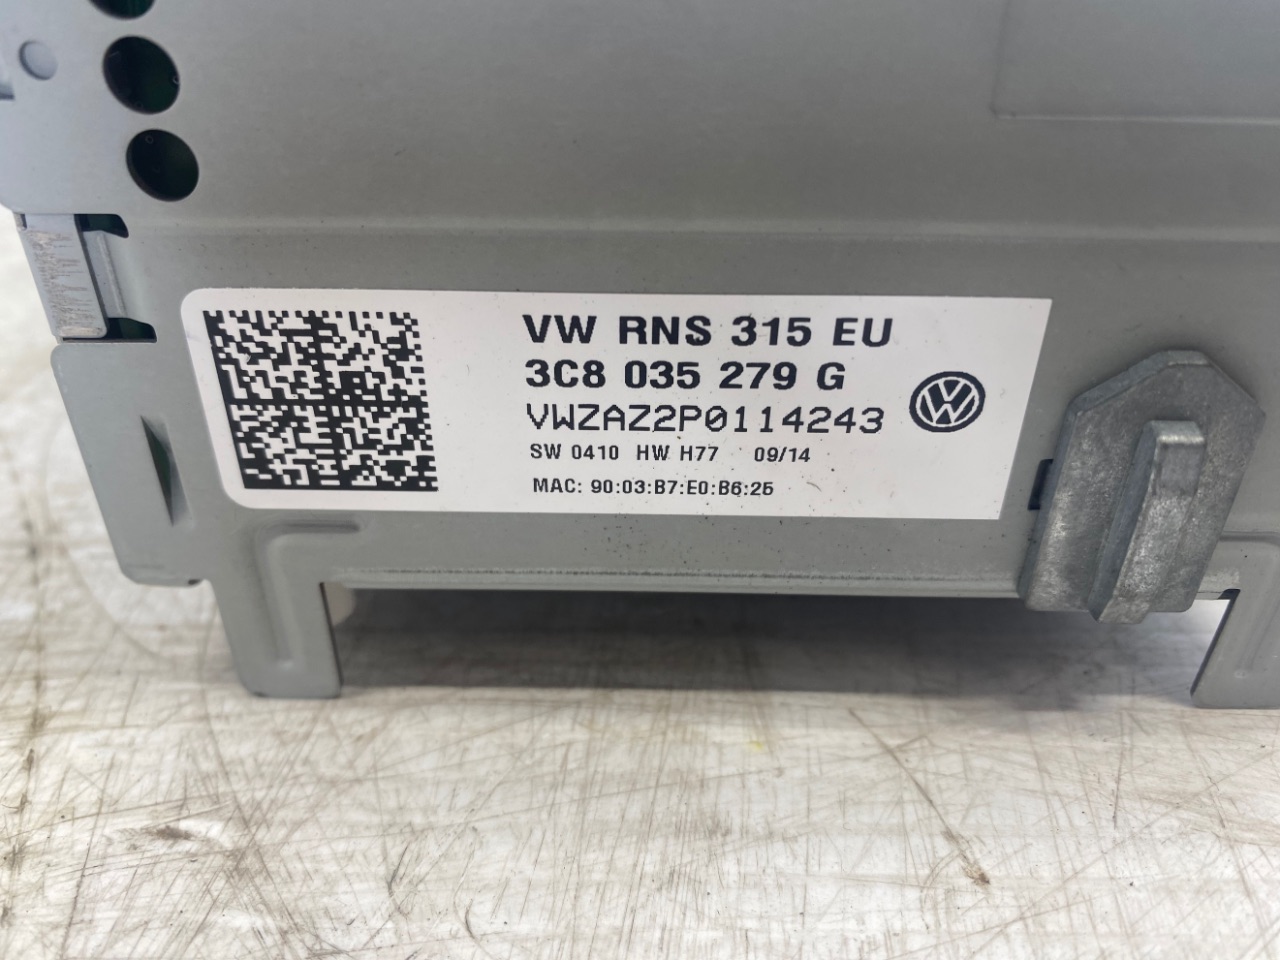 VW RNS 315 EU
3C8 035 279 G
VWZAZ2P0114243
SW 0410 HW H77 09/14
MAC: 90:03:B7:E0:B6:25